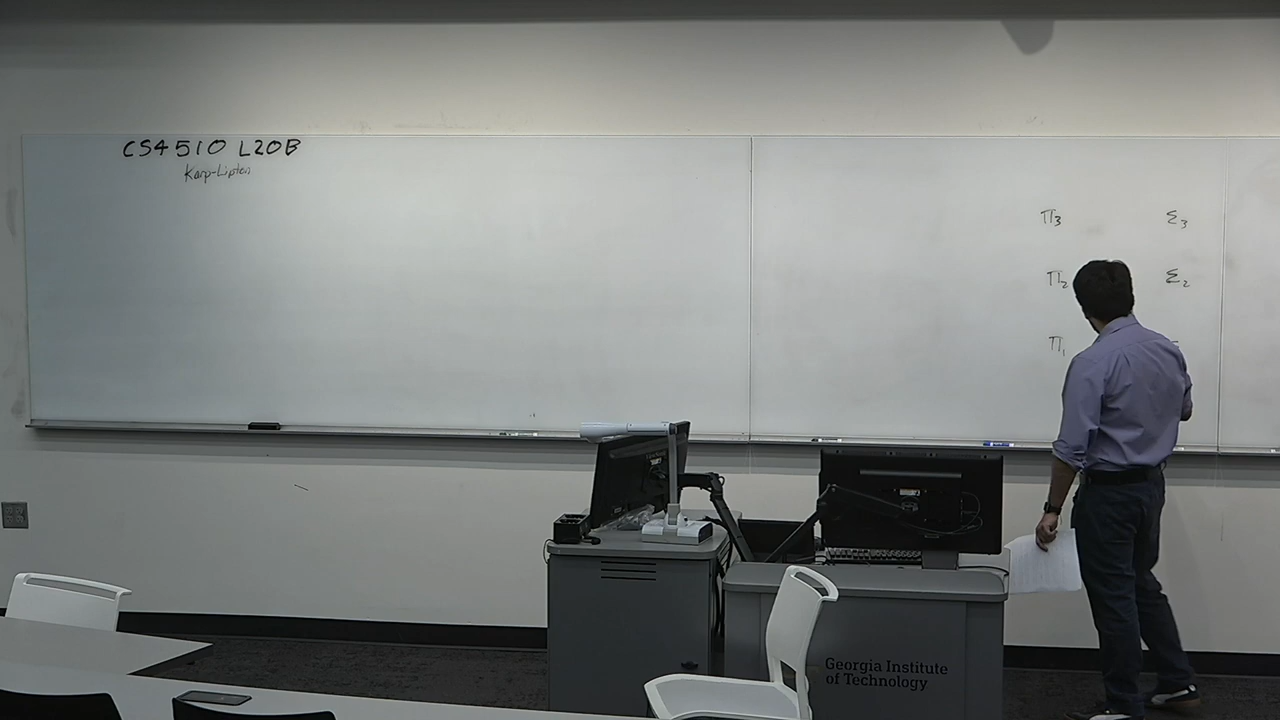 CS4510 L20B
Karp-Lipton
Π₃ Σ₃
Π₂ Σ₂
Π₁
Georgia Institute
of Technology